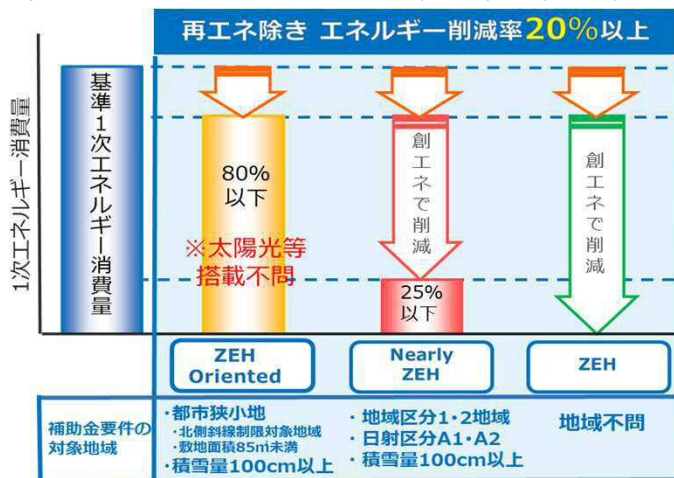 再エネ除き エネルギー削減率20%以上
1次エネルギー消費量
基準1次エネルギー消費量
80%
以下
※太陽光等
搭載不問
創エネで削減
25%
以下
創エネで削減
ZEH
Oriented
Nearly
ZEH
ZEH
補助金要件の
対象地域
・都市狭小地
・北側斜線制限対象地域
・敷地面積85㎡未満
・積雪量100cm以上
・地域区分1・2地域
・日射区分A1・A2
・積雪量100cm以上
地域不問